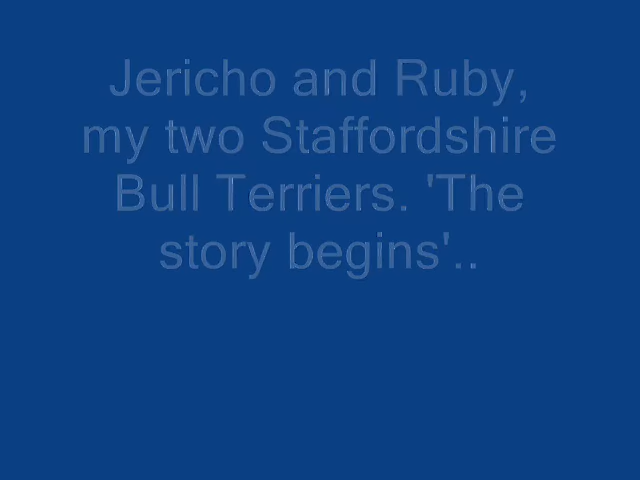 Jericho and Ruby,
my two Staffordshire
Bull Terriers. 'The
story begins'..